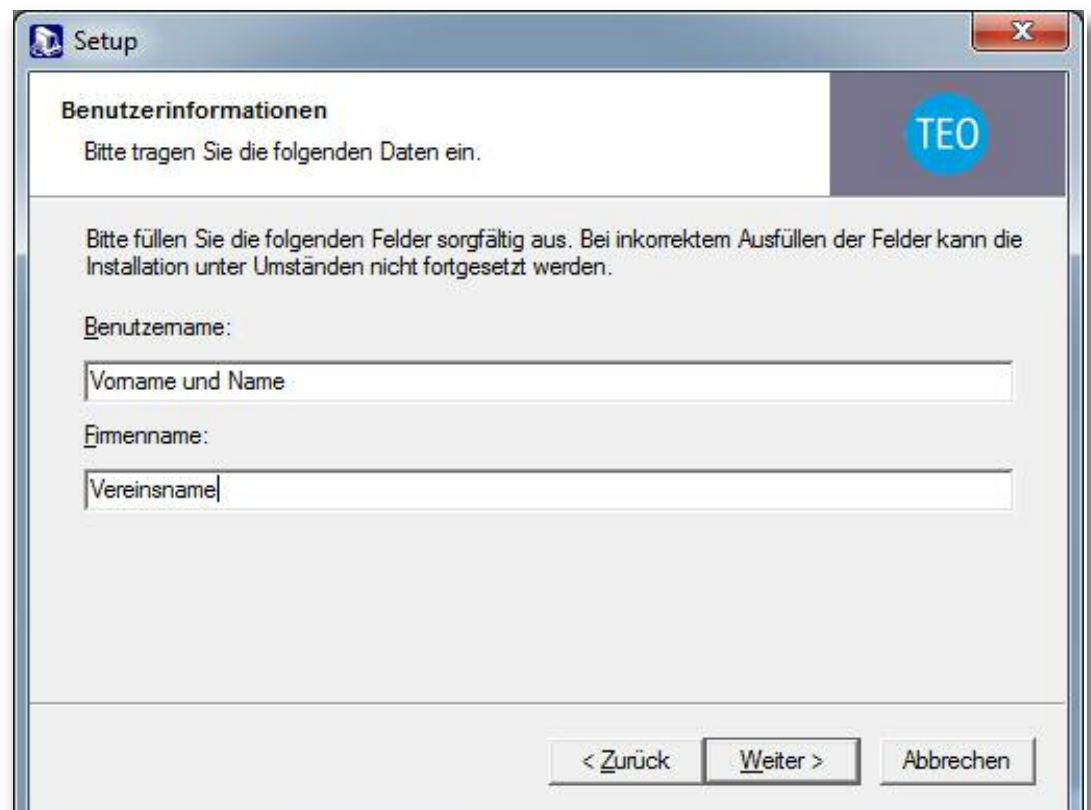 Setup
Benutzerinformationen
Bitte tragen Sie die folgenden Daten ein.
TEO
Bitte füllen Sie die folgenden Felder sorgfältig aus. Bei inkorrektem Ausfüllen der Felder kann die
Installation unter Umständen nicht fortgesetzt werden.
Benutzername:
Vorname und Name
Firmenname:
Vereinsname
< Zurück
Weiter >
Abbrechen